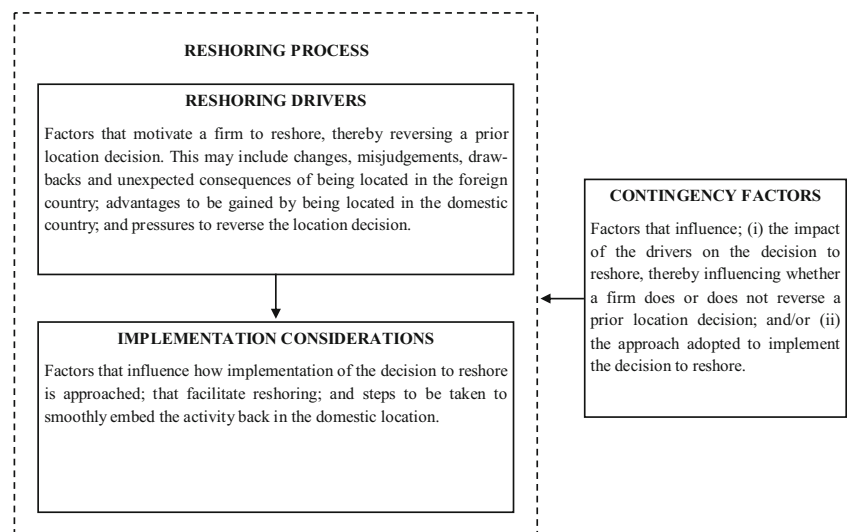 RESHORING PROCESS
RESHORING DRIVERS
Factors that motivate a firm to reshore, thereby reversing a prior
location decision. This may include changes, misjudgements, draw-
backs and unexpected consequences of being located in the foreign
country; advantages to be gained by being located in the domestic
country; and pressures to reverse the location decision.
IMPLEMENTATION CONSIDERATIONS
Factors that influence how implementation of the decision to reshore
is approached; that facilitate reshoring; and steps to be taken to
smoothly embed the activity back in the domestic location.
CONTINGENCY FACTORS
Factors that influence; (i) the impact
of the drivers on the decision to
reshore, thereby influencing whether
a firm does or does not reverse a
prior location decision; and/or (ii)
the approach adopted to implement
the decision to reshore.